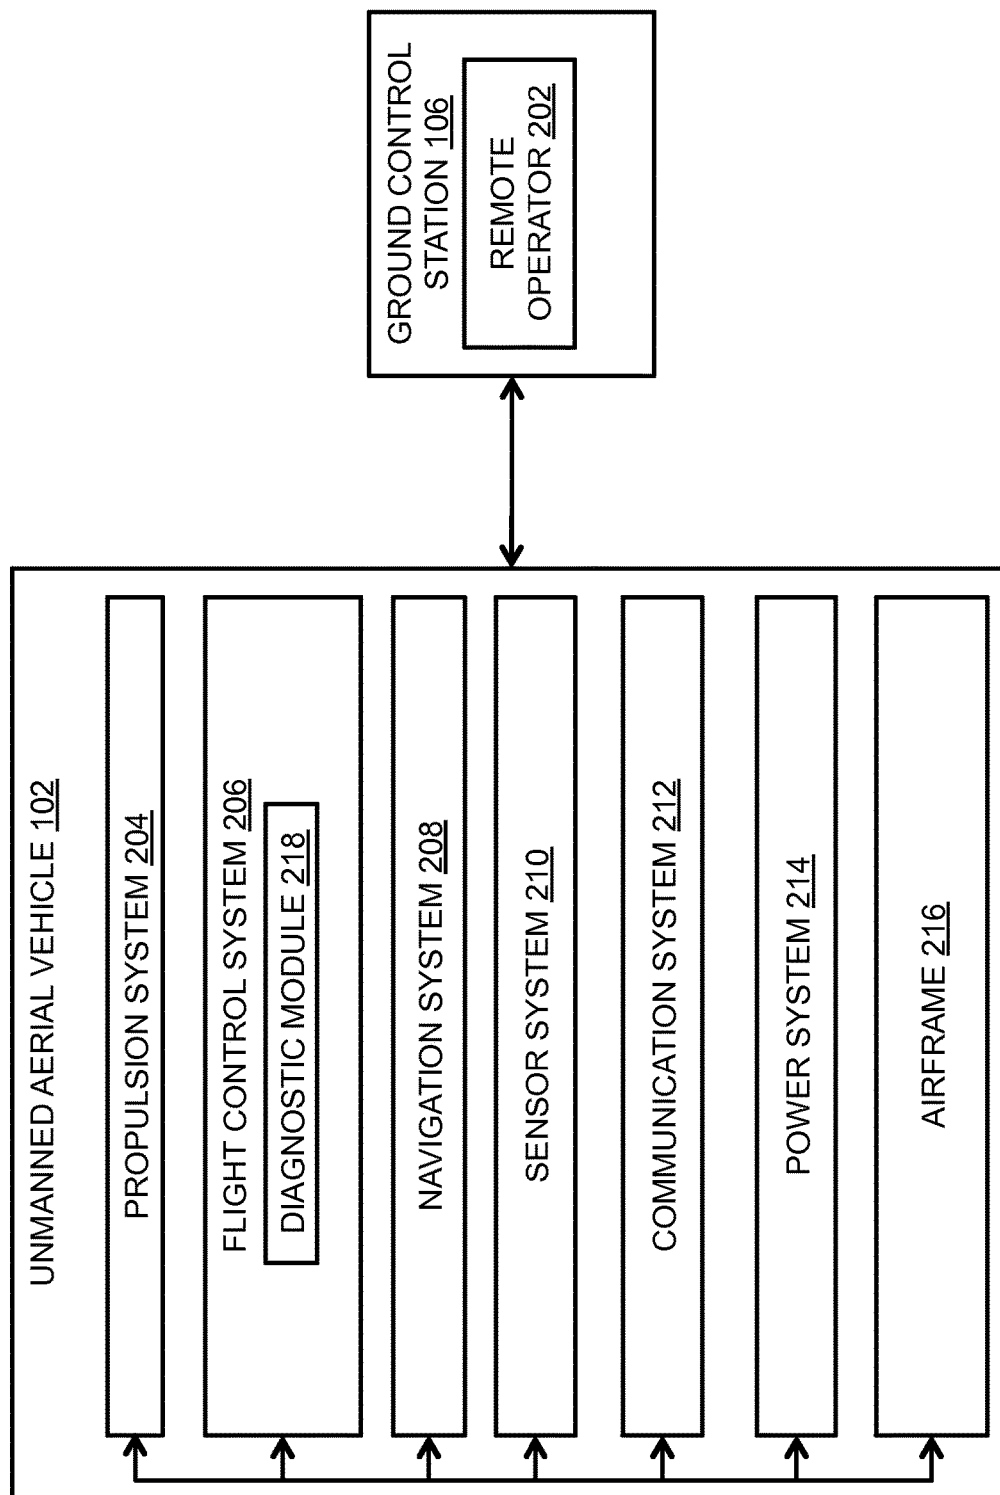 UNMANNED AERIAL VEHICLE 102
PROPULSION SYSTEM 204
FLIGHT CONTROL SYSTEM 206
DIAGNOSTIC MODULE 218
NAVIGATION SYSTEM 208
SENSOR SYSTEM 210
COMMUNICATION SYSTEM 212
POWER SYSTEM 214
AIRFRAME 216
GROUND CONTROL
STATION 106
REMOTE
OPERATOR 202